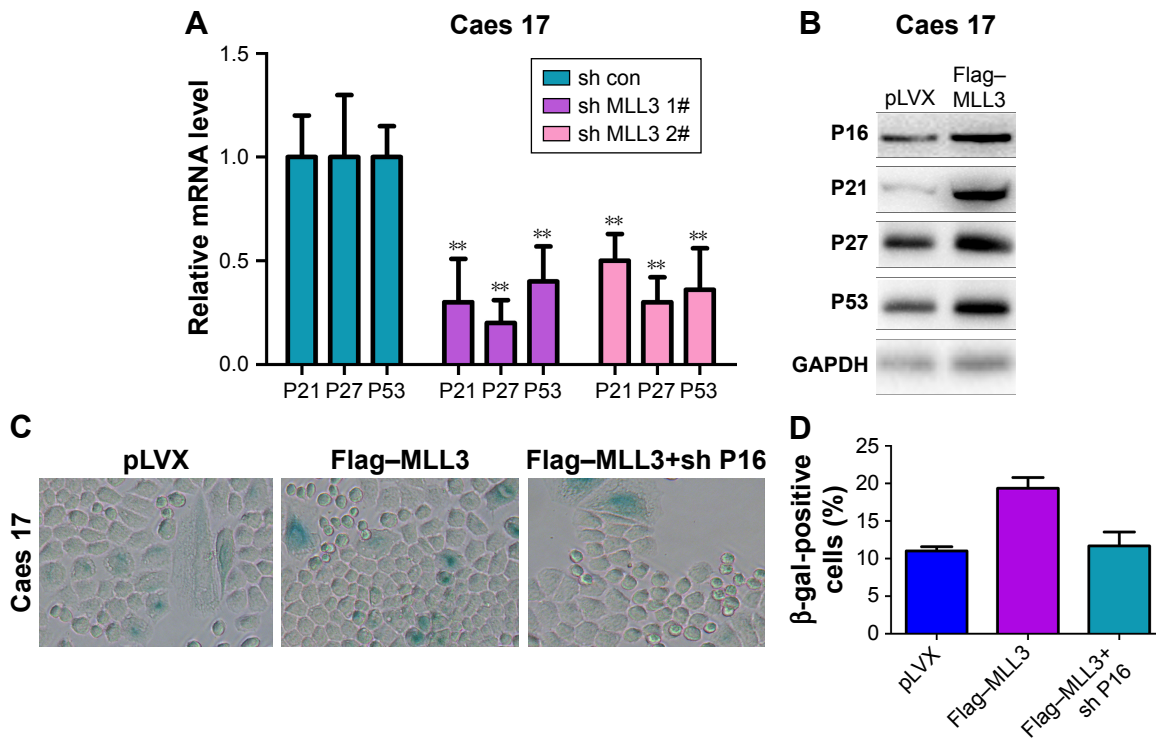 A
Caes 17
Relative mRNA level
1.5
1.0
0.5
0.0
sh con
sh MLL3 1#
sh MLL3 2#
**
**
**
**
**
**
P21 P27 P53
P21 P27 P53
P21 P27 P53
B
Caes 17
pLVX
Flag–
MLL3
P16
P21
P27
P53
GAPDH
C
pLVX
Flag–MLL3
Flag–MLL3+sh P16
Caes 17
D
β-gal-positive
cells (%)
25
20
15
10
5
0
pLVX
Flag–MLL3
Flag–MLL3+
sh P16